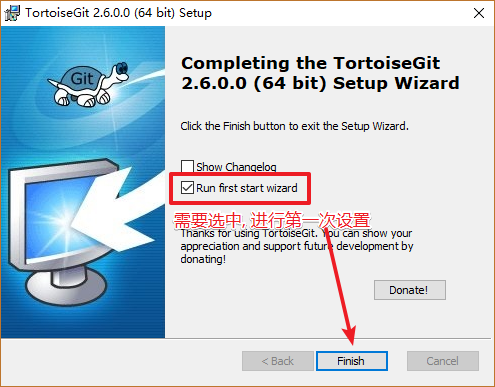 TortoiseGit 2.6.0.0 (64 bit) Setup
Git
Completing the TortoiseGit
2.6.0.0 (64 bit) Setup Wizard
Click the Finish button to exit the Setup Wizard.
Show Changelog
Run first start wizard
需要选中, 进行第一次设置
Thanks for using TortoiseGit. You can show your
appreciation and support future development by
donating!
Donate!
< Back
Finish
Cancel